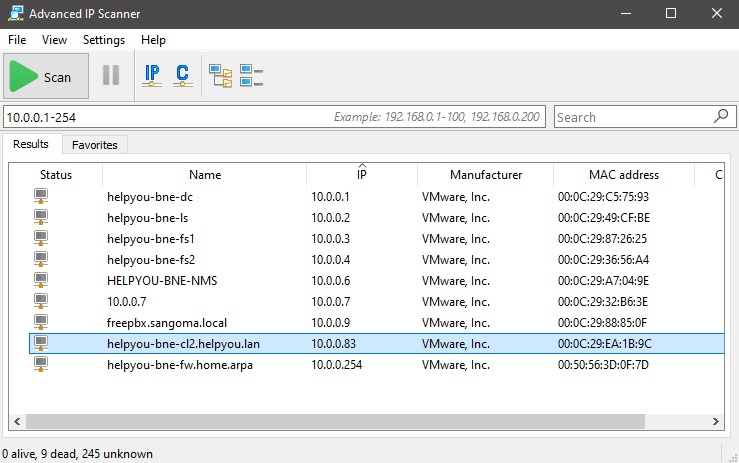 Advanced IP Scanner
File View Settings Help
Scan IP C
10.0.0.1-254 Example: 192.168.0.1-100, 192.168.0.200 Search
Results Favorites
Status Name IP Manufacturer MAC address C
helpyou-bne-dc 10.0.0.1 VMware, Inc. 00:0C:29:C5:75:93
helpyou-bne-ls 10.0.0.2 VMware, Inc. 00:0C:29:49:CF:BE
helpyou-bne-fs1 10.0.0.3 VMware, Inc. 00:0C:29:87:26:25
helpyou-bne-fs2 10.0.0.4 VMware, Inc. 00:0C:29:36:56:A4
HELPYOU-BNE-NMS 10.0.0.6 VMware, Inc. 00:0C:29:A7:04:9E
10.0.0.7 10.0.0.7 VMware, Inc. 00:0C:29:32:B6:3E
freepbx.sangoma.local 10.0.0.9 VMware, Inc. 00:0C:29:88:85:0F
helpyou-bne-cl2.helpyou.lan 10.0.0.83 VMware, Inc. 00:0C:29:EA:1B:9C
helpyou-bne-fw.home.arpa 10.0.0.254 VMware, Inc. 00:50:56:3D:0F:7D
0 alive, 9 dead, 245 unknown